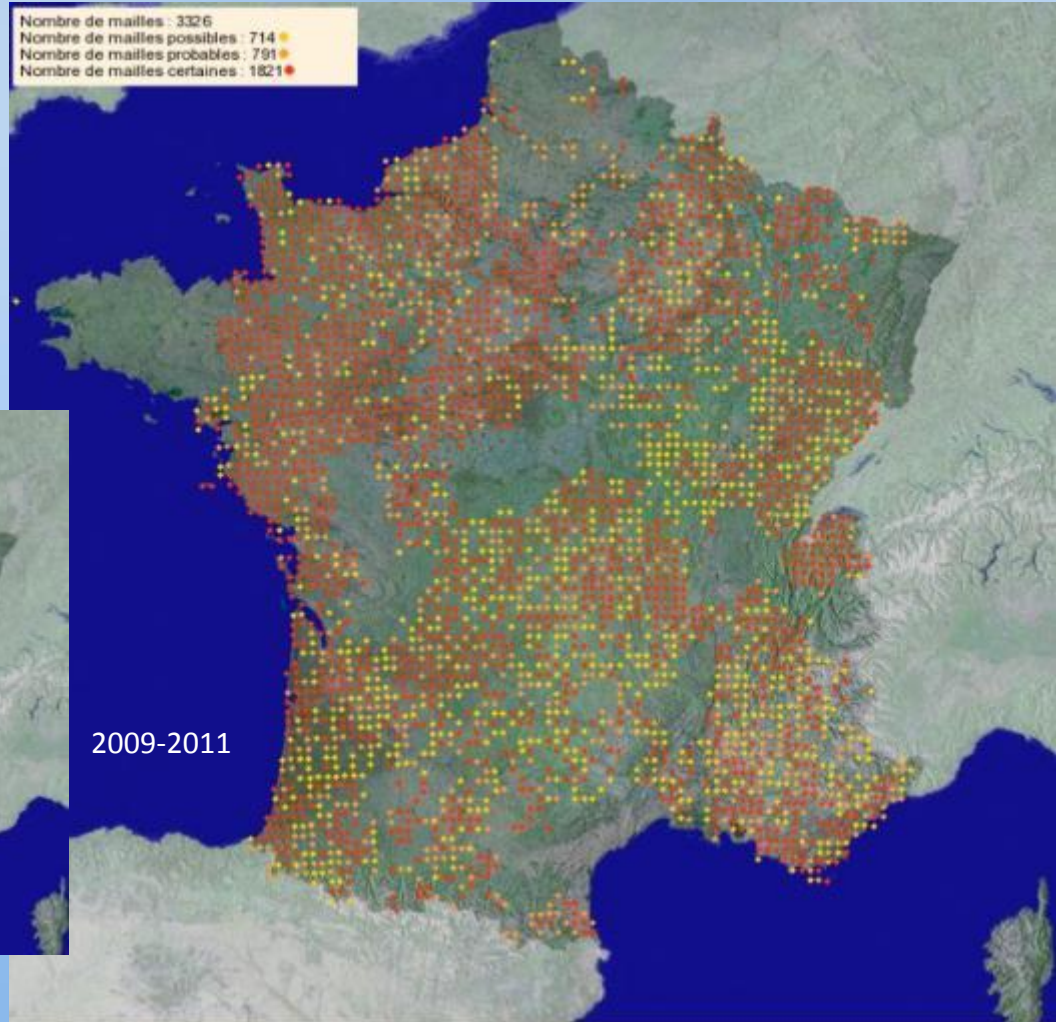 Nombre de mailles : 3326
Nombre de mailles possibles : 714
Nombre de mailles probables : 791
Nombre de mailles certaines : 1821
2009-2011